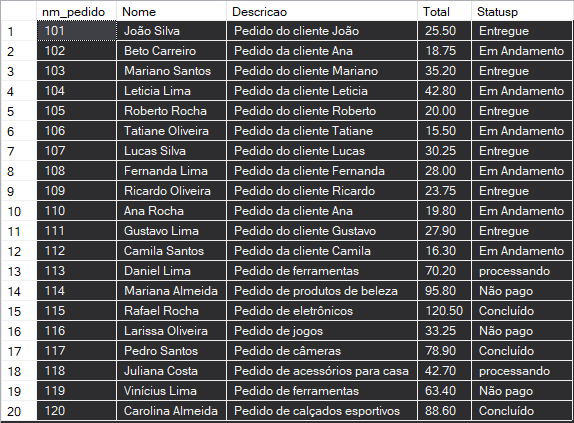 nm_pedido Nome Descricao Total Statusp
1 101 João Silva Pedido do cliente João 25.50 Entregue
2 102 Beto Carreiro Pedido da cliente Ana 18.75 Em Andamento
3 103 Mariano Santos Pedido do cliente Mariano 35.20 Entregue
4 104 Leticia Lima Pedido da cliente Leticia 42.80 Em Andamento
5 105 Roberto Rocha Pedido do cliente Roberto 20.00 Entregue
6 106 Tatiane Oliveira Pedido da cliente Tatiane 15.50 Em Andamento
7 107 Lucas Silva Pedido do cliente Lucas 30.25 Entregue
8 108 Fernanda Lima Pedido da cliente Fernanda 28.00 Em Andamento
9 109 Ricardo Oliveira Pedido do cliente Ricardo 23.75 Entregue
10 110 Ana Rocha Pedido da cliente Ana 19.80 Em Andamento
11 111 Gustavo Lima Pedido do cliente Gustavo 27.90 Entregue
12 112 Camila Santos Pedido da cliente Camila 16.30 Em Andamento
13 113 Daniel Lima Pedido de ferramentas 70.20 processando
14 114 Mariana Almeida Pedido de produtos de beleza 95.80 Não pago
15 115 Rafael Rocha Pedido de eletrônicos 120.50 Concluído
16 116 Larissa Oliveira Pedido de jogos 33.25 Não pago
17 117 Pedro Santos Pedido de câmeras 78.90 Concluído
18 118 Juliana Costa Pedido de acessórios para casa 42.70 processando
19 119 Vinícius Lima Pedido de ferramentas 63.40 Não pago
20 120 Carolina Almeida Pedido de calçados esportivos 88.60 Concluído